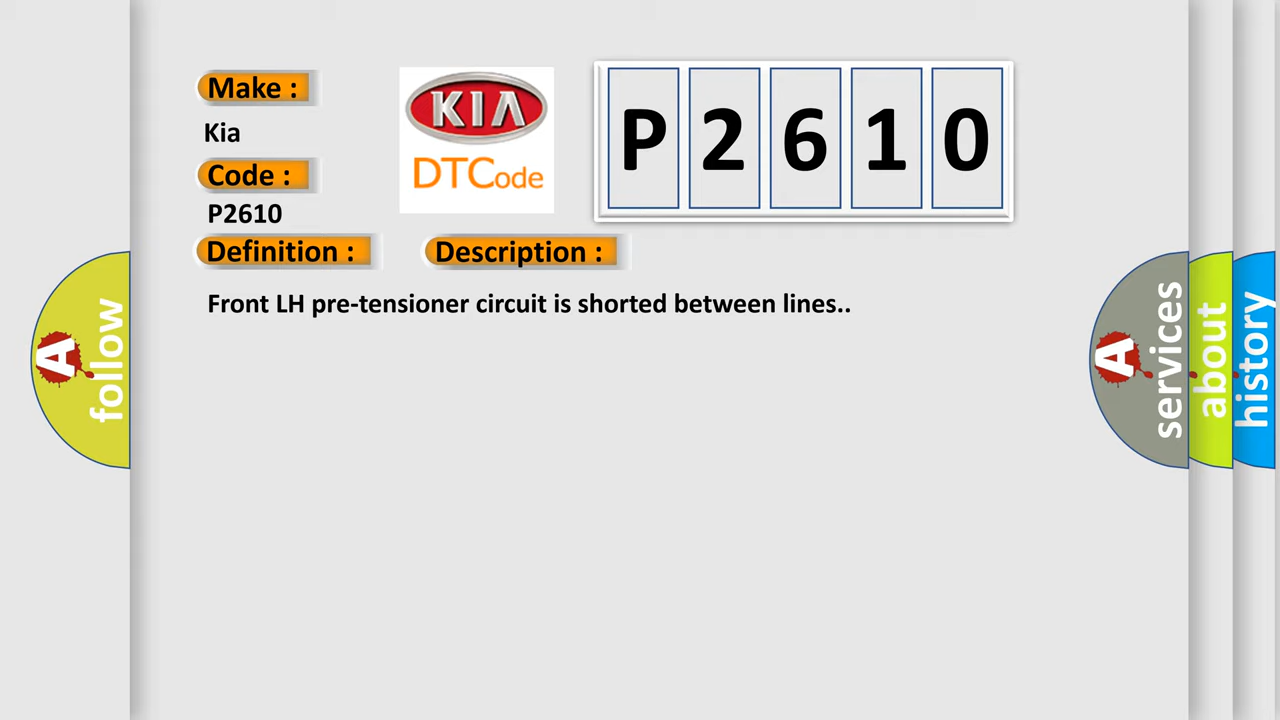 Make :
Kia
Code :
P2610
Definition :
Description :
Front LH pre-tensioner circuit is shorted between lines..
KIA
DTCode
P 2 6 1 0
A follow
A services
about
history